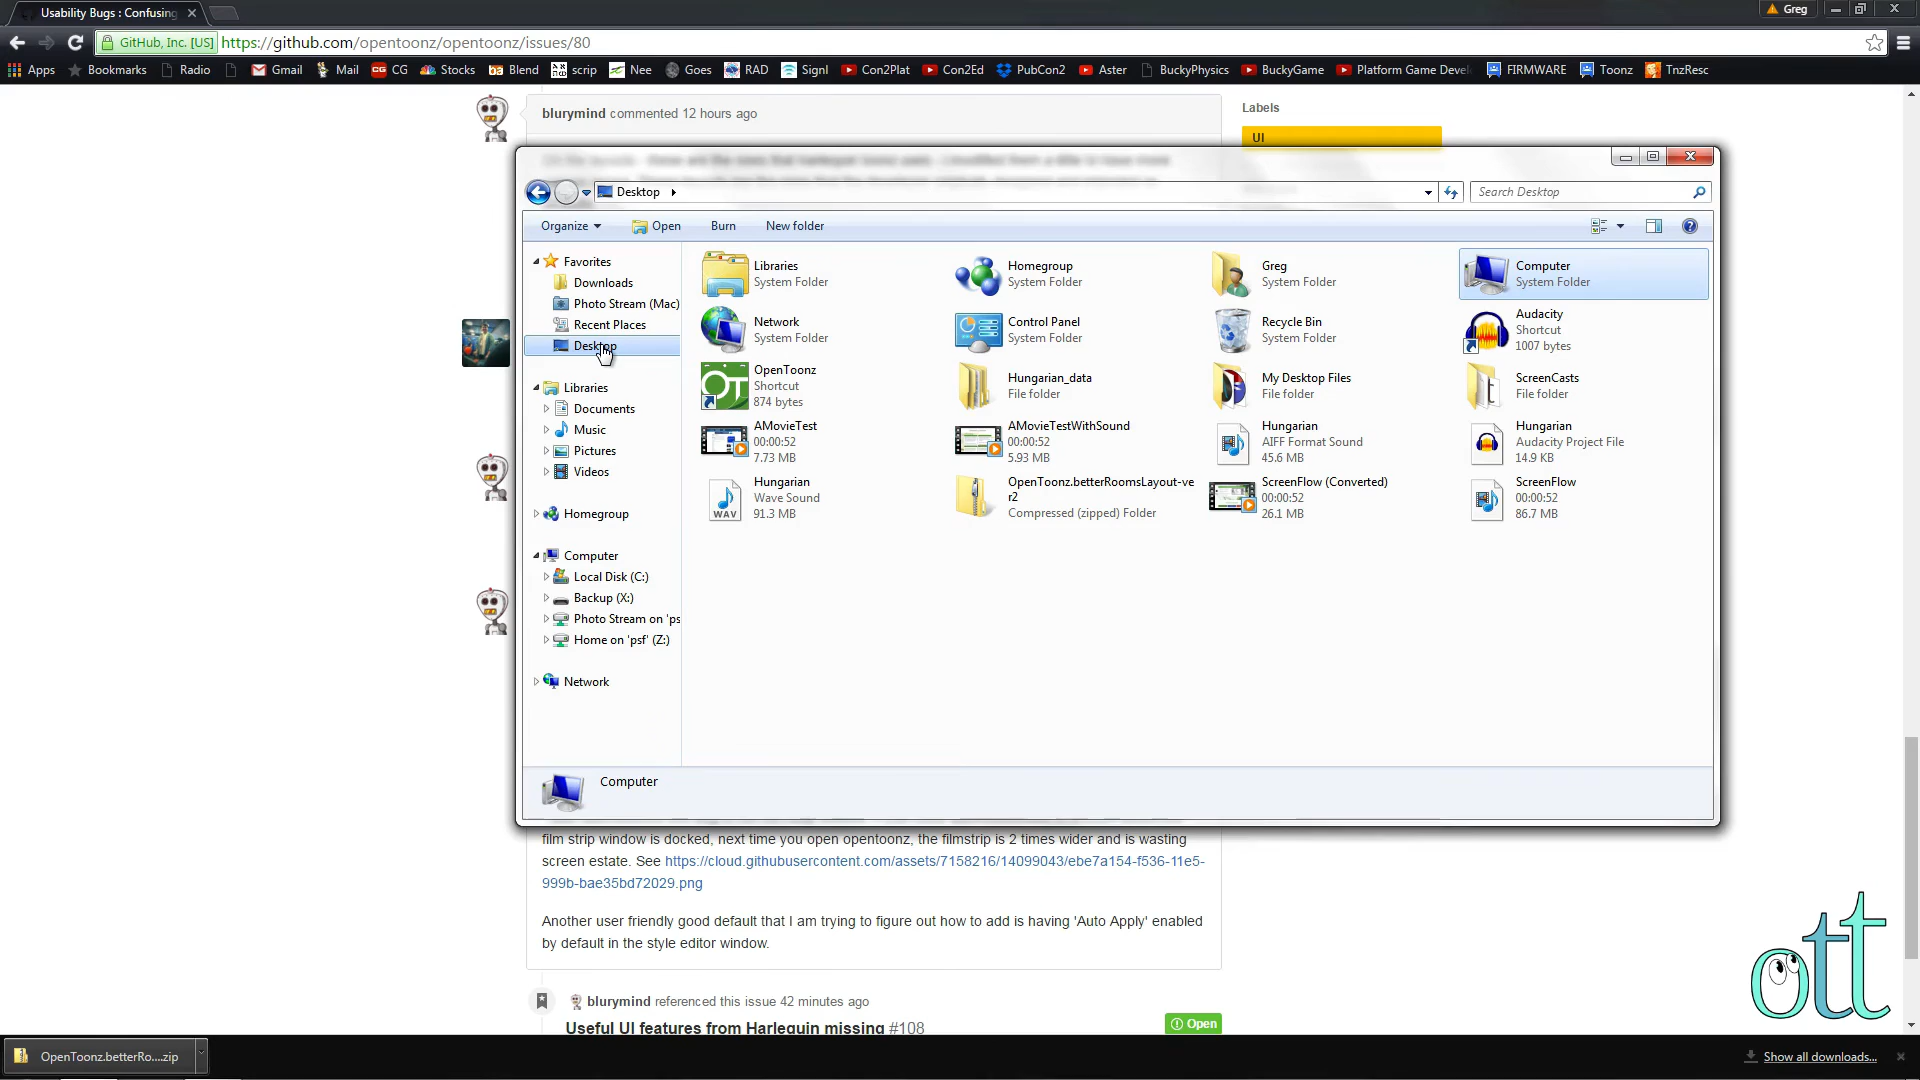 Usability Bugs : Confusing
Greg
GitHub, Inc. [US] https://github.com/opentoonz/opentoonz/issues/80
Apps Bookmarks Radio Gmail Mail CG Stocks Blend scrip Nee Goes RAD Signl Con2Plat Con2Ed PubCon2 Aster BuckyPhysics BuckyGame Platform Game Devel FIRMWARE Toonz TnzResc
blurymind commented 12 hours ago
Labels
UI
Desktop
Search Desktop
Organize Open Burn New folder
Favorites
Downloads
Photo Stream (Mac)
Recent Places
Desktop
Libraries
Documents
Music
Pictures
Videos
Homegroup
Computer
Local Disk (C:)
Backup (X:)
Photo Stream on 'ps
Home on 'psf' (Z:)
Network
Libraries
System Folder
Homegroup
System Folder
Greg
System Folder
Computer
System Folder
Network
System Folder
Control Panel
System Folder
Recycle Bin
System Folder
Audacity
Shortcut
1007 bytes
OpenToonz
Shortcut
874 bytes
Hungarian_data
File folder
My Desktop Files
File folder
ScreenCasts
File folder
AMovieTest
00:00:52
7.73 MB
AMovieTestWithSound
00:00:52
5.93 MB
Hungarian
AIFF Format Sound
45.6 MB
Hungarian
Audacity Project File
14.9 KB
WAV
Hungarian
Wave Sound
91.3 MB
OpenToonz.betterRoomsLayout-ve
r2
Compressed (zipped) Folder
ScreenFlow (Converted)
00:00:52
26.1 MB
ScreenFlow
00:00:52
86.7 MB
Computer
film strip window is docked, next time you open opentoonz, the filmstrip is 2 times wider and is wasting
screen estate. See https://cloud.githubusercontent.com/assets/7158216/14099043/ebe7a154-f536-11e5-
999b-bae35bd72029.png
Another user friendly good default that I am trying to figure out how to add is having 'Auto Apply' enabled
by default in the style editor window.
blurymind referenced this issue 42 minutes ago
Useful UI features from Harlequin missing #108
Open
ott
OpenToonz.betterRo....zip
Show all downloads...